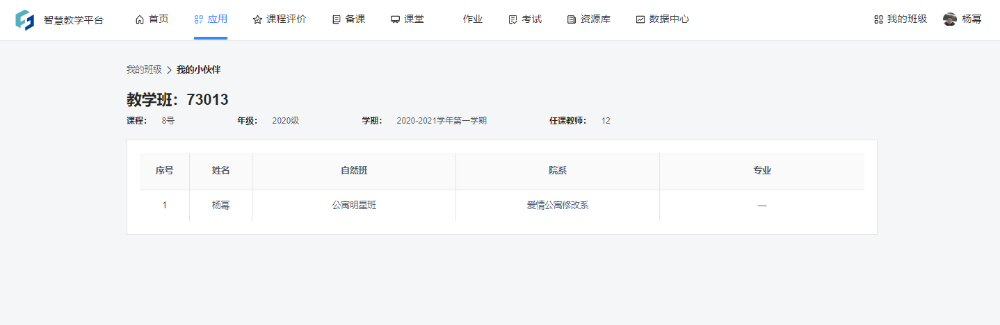 智慧教学平台 首页 应用 课程评价 备课 课堂 作业 考试 资源库 数据中心 我的班级 杨幂
我的班级 > 我的小伙伴
教学班：73013
课程： 8号 年级： 2020级 学期： 2020-2021学年第一学期 任课教师： 12
序号 姓名 自然班 院系 专业
1 杨幂 公寓明星班 爱情公寓修改系 —